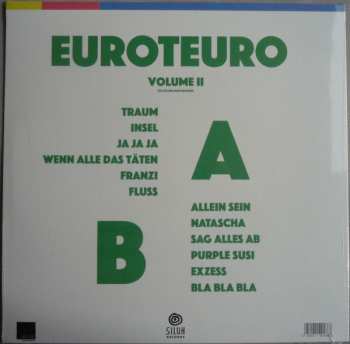 EUROTEURO
VOLUME II
TRAUM
INSEL
JA JA JA
WENN ALLE DAS TÄTEN
FRANZI
FLUSS
A
B
ALLEIN SEIN
NATASCHA
SAG ALLES AB
PURPLE SUSI
EXZESS
BLA BLA BLA
SILUH
RECORDS